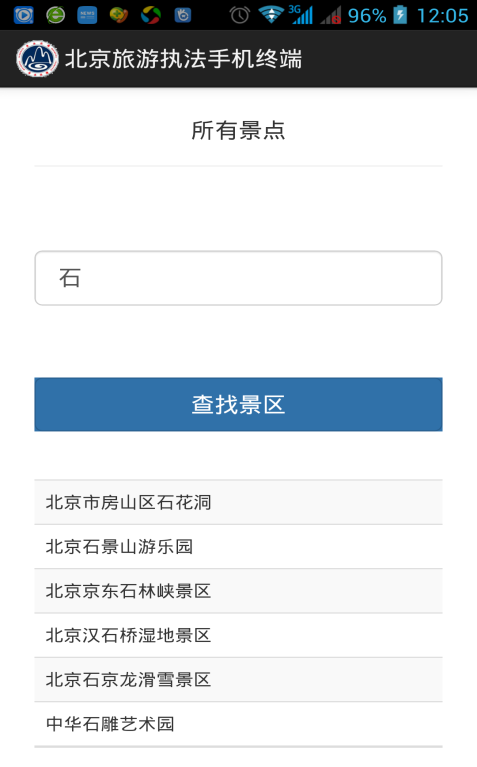 3G 96% 12:05
北京旅游执法手机终端
所有景点
石
查找景区
北京市房山区石花洞
北京石景山游乐园
北京京东石林峡景区
北京汉石桥湿地景区
北京石京龙滑雪景区
中华石雕艺术园